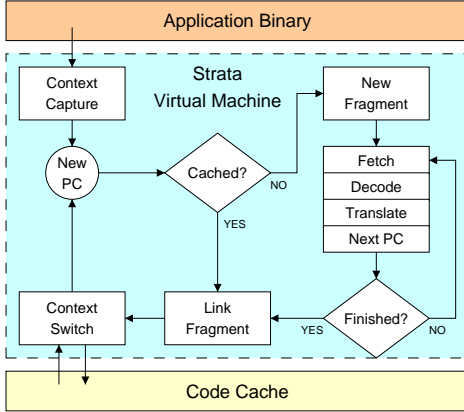 Application Binary
Strata
Virtual Machine
Context
Capture
New
Fragment
New
PC
Cached?
NO
YES
Fetch
Decode
Translate
Next PC
Context
Switch
Link
Fragment
YES
Finished?
NO
Code Cache